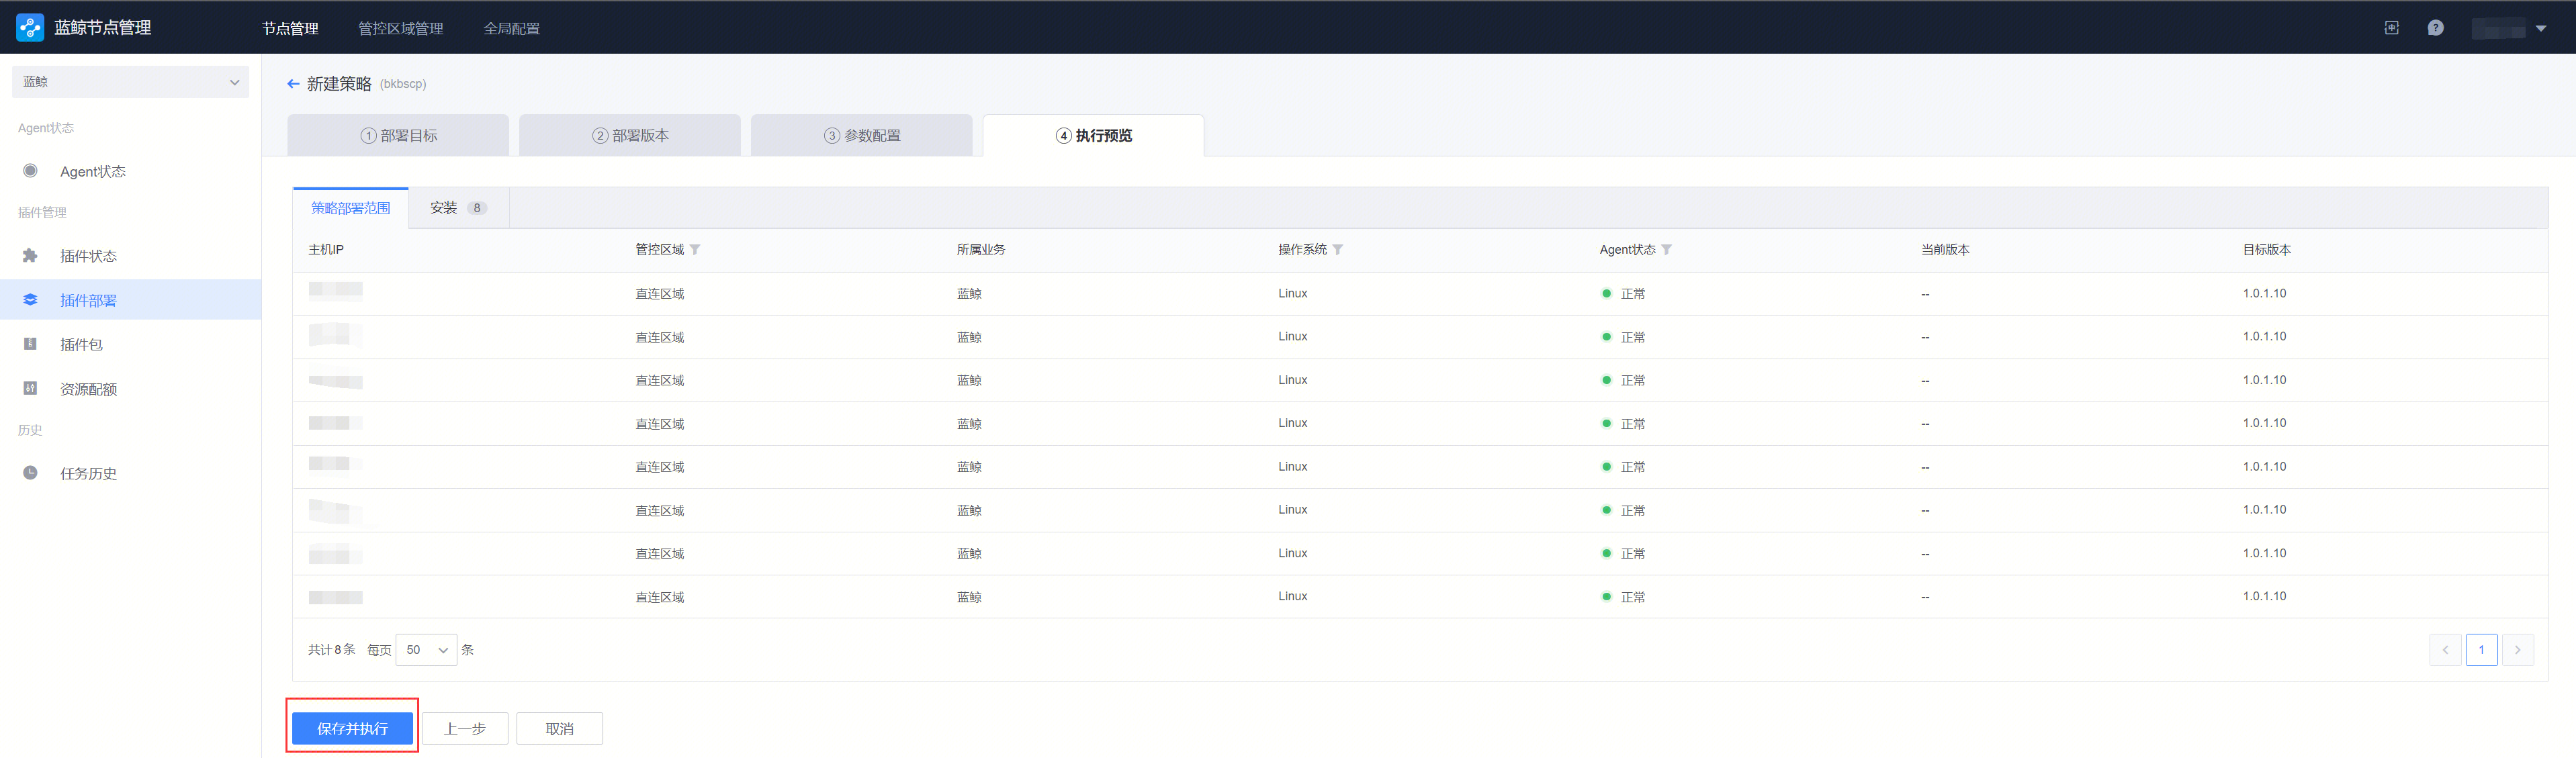 蓝鲸节点管理 节点管理 管控区域管理 全局配置
蓝鲸
Agent状态
Agent状态
插件管理
插件状态
插件部署
插件包
资源配额
历史
任务历史
新建策略 (bkbscp)
① 部署目标 ② 部署版本 ③ 参数配置 ④ 执行预览
策略部署范围 安装 8
主机IP 管控区域 所属业务 操作系统 Agent状态 当前版本 目标版本
直连区域 蓝鲸 Linux 正常 -- 1.0.1.10
直连区域 蓝鲸 Linux 正常 -- 1.0.1.10
直连区域 蓝鲸 Linux 正常 -- 1.0.1.10
直连区域 蓝鲸 Linux 正常 -- 1.0.1.10
直连区域 蓝鲸 Linux 正常 -- 1.0.1.10
直连区域 蓝鲸 Linux 正常 -- 1.0.1.10
直连区域 蓝鲸 Linux 正常 -- 1.0.1.10
直连区域 蓝鲸 Linux 正常 -- 1.0.1.10
共计8条 每页 50 条 1
保存并执行 上一步 取消